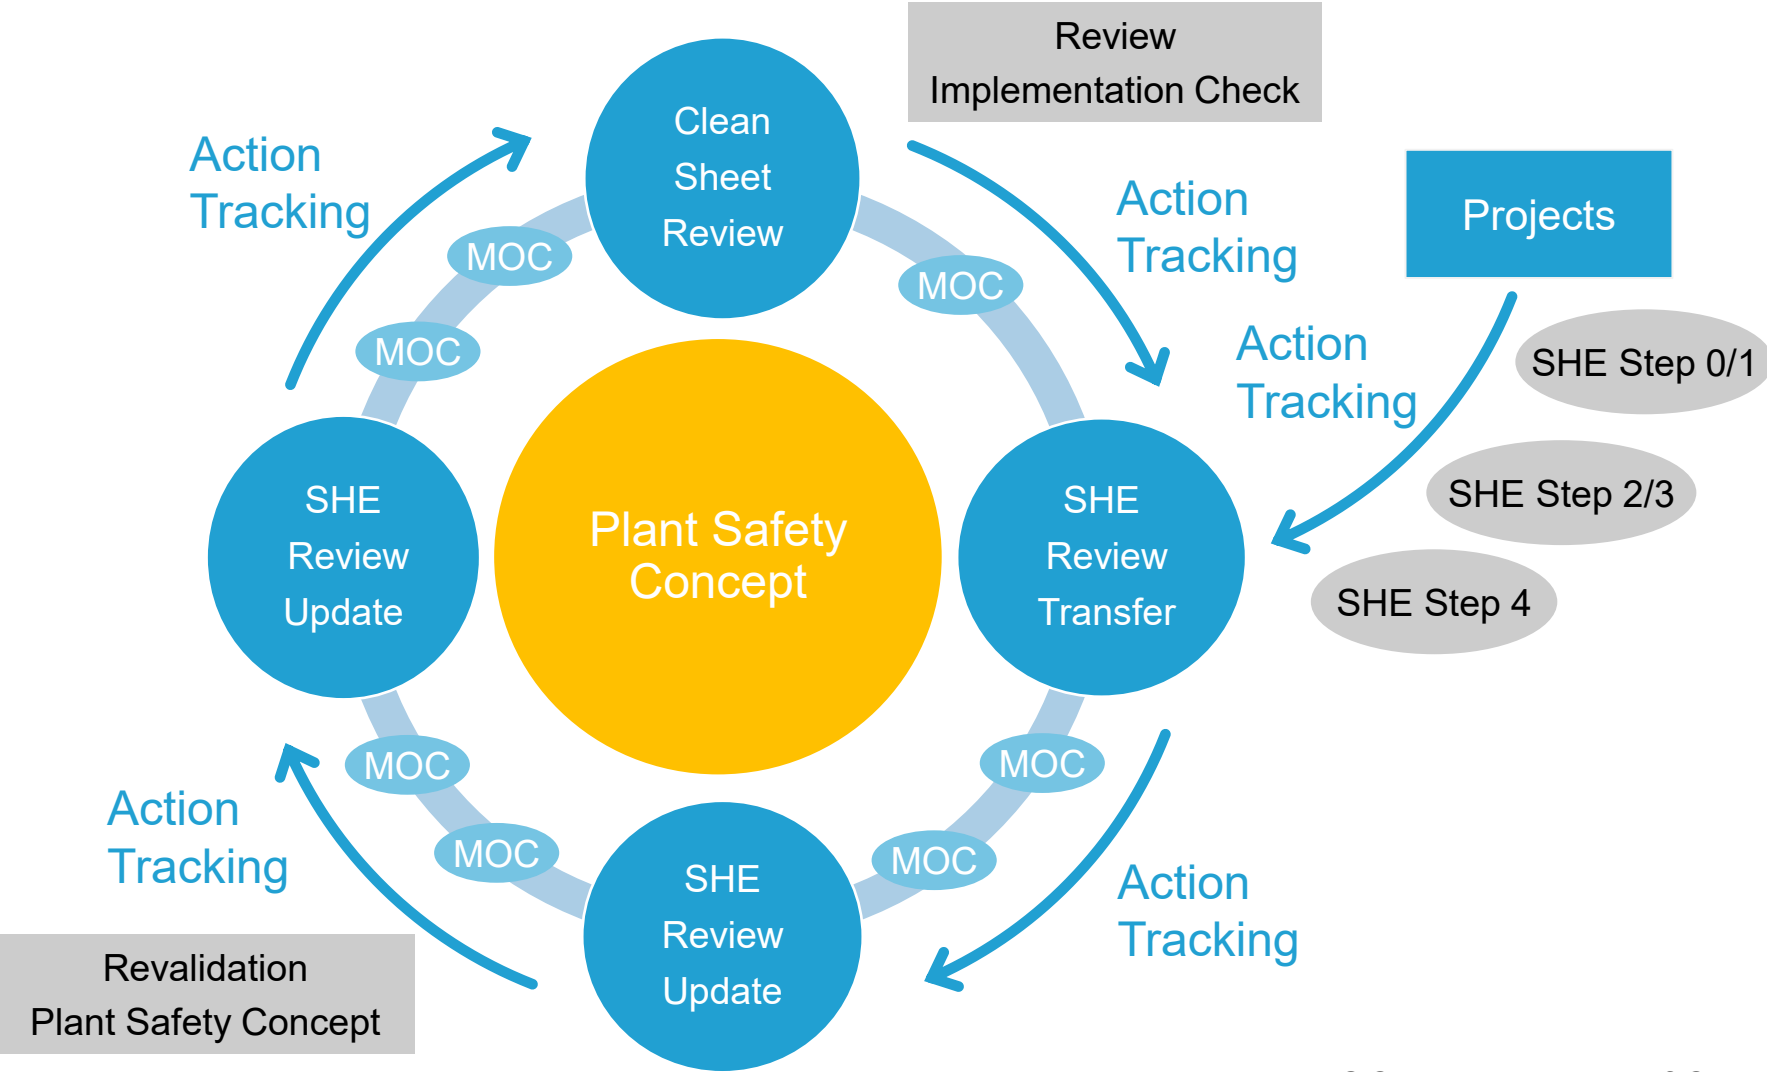 Review
Implementation Check
Clean
Sheet
Review
Action
Tracking
Action
Tracking
Projects
MOC
MOC
MOC
Action
Tracking
SHE Step 0/1
SHE Step 2/3
SHE Step 4
SHE
Review
Update
Plant Safety
Concept
SHE
Review
Transfer
MOC
MOC
MOC
MOC
Action
Tracking
SHE
Review
Update
Action
Tracking
Revalidation
Plant Safety Concept